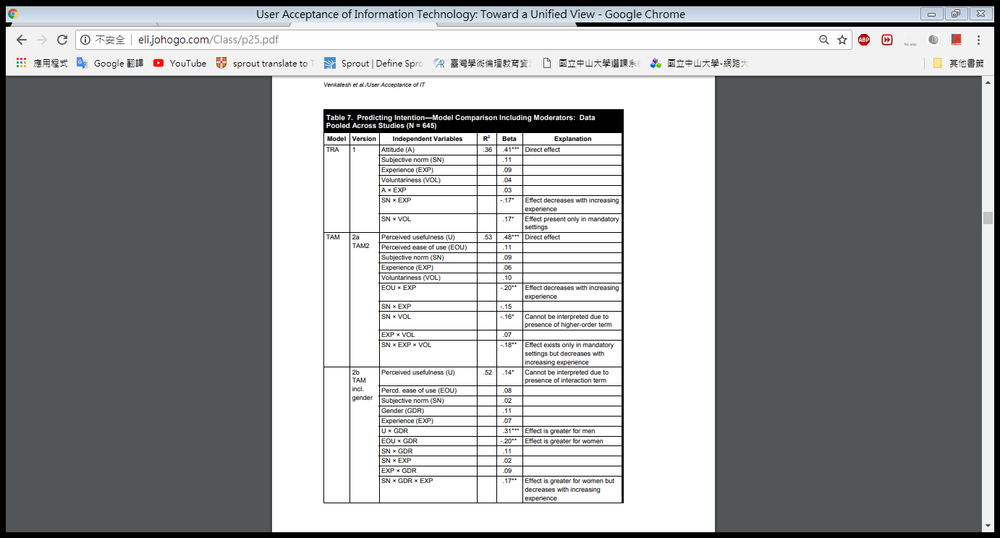 User Acceptance of Information Technology: Toward a Unified View - Google Chrome
不安全 | eli.johogo.com/Class/p25.pdf
ABP
應用程式 Google 翻譯 YouTube sprout translate to T Sprout | Define Spro 臺灣學術倫理教育資 國立中山大學選課系 國立中山大學-網路大 其他書籤
Venkatesh et al./User Acceptance of IT
Table 7. Predicting Intention—Model Comparison Including Moderators: Data
Pooled Across Studies (N = 645)
Model Version Independent Variables R² Beta Explanation
TRA 1 Attitude (A) .36 .41*** Direct effect
Subjective norm (SN) .11
Experience (EXP) .09
Voluntariness (VOL) .04
A × EXP .03
SN × EXP -.17* Effect decreases with increasing
experience
SN × VOL .17* Effect present only in mandatory
settings
TAM 2a Perceived usefulness (U) .53 .48*** Direct effect
TAM2 Perceived ease of use (EOU) .11
Subjective norm (SN) .09
Experience (EXP) .06
Voluntariness (VOL) .10
EOU × EXP -.20** Effect decreases with increasing
experience
SN × EXP -.15
SN × VOL -.16* Cannot be interpreted due to
presence of higher-order term
EXP × VOL .07
SN × EXP × VOL -.18** Effect exists only in mandatory
settings but decreases with
increasing experience
2b Perceived usefulness (U) .52 .14* Cannot be interpreted due to
TAM presence of interaction term
incl. Percd. ease of use (EOU) .08
gender Subjective norm (SN) .02
Gender (GDR) .11
Experience (EXP) .07
U × GDR .31*** Effect is greater for men
EOU × GDR -.20** Effect is greater for women
SN × GDR .11
SN × EXP .02
EXP × GDR .09
SN × GDR × EXP .17** Effect is greater for women but
decreases with increasing
experience